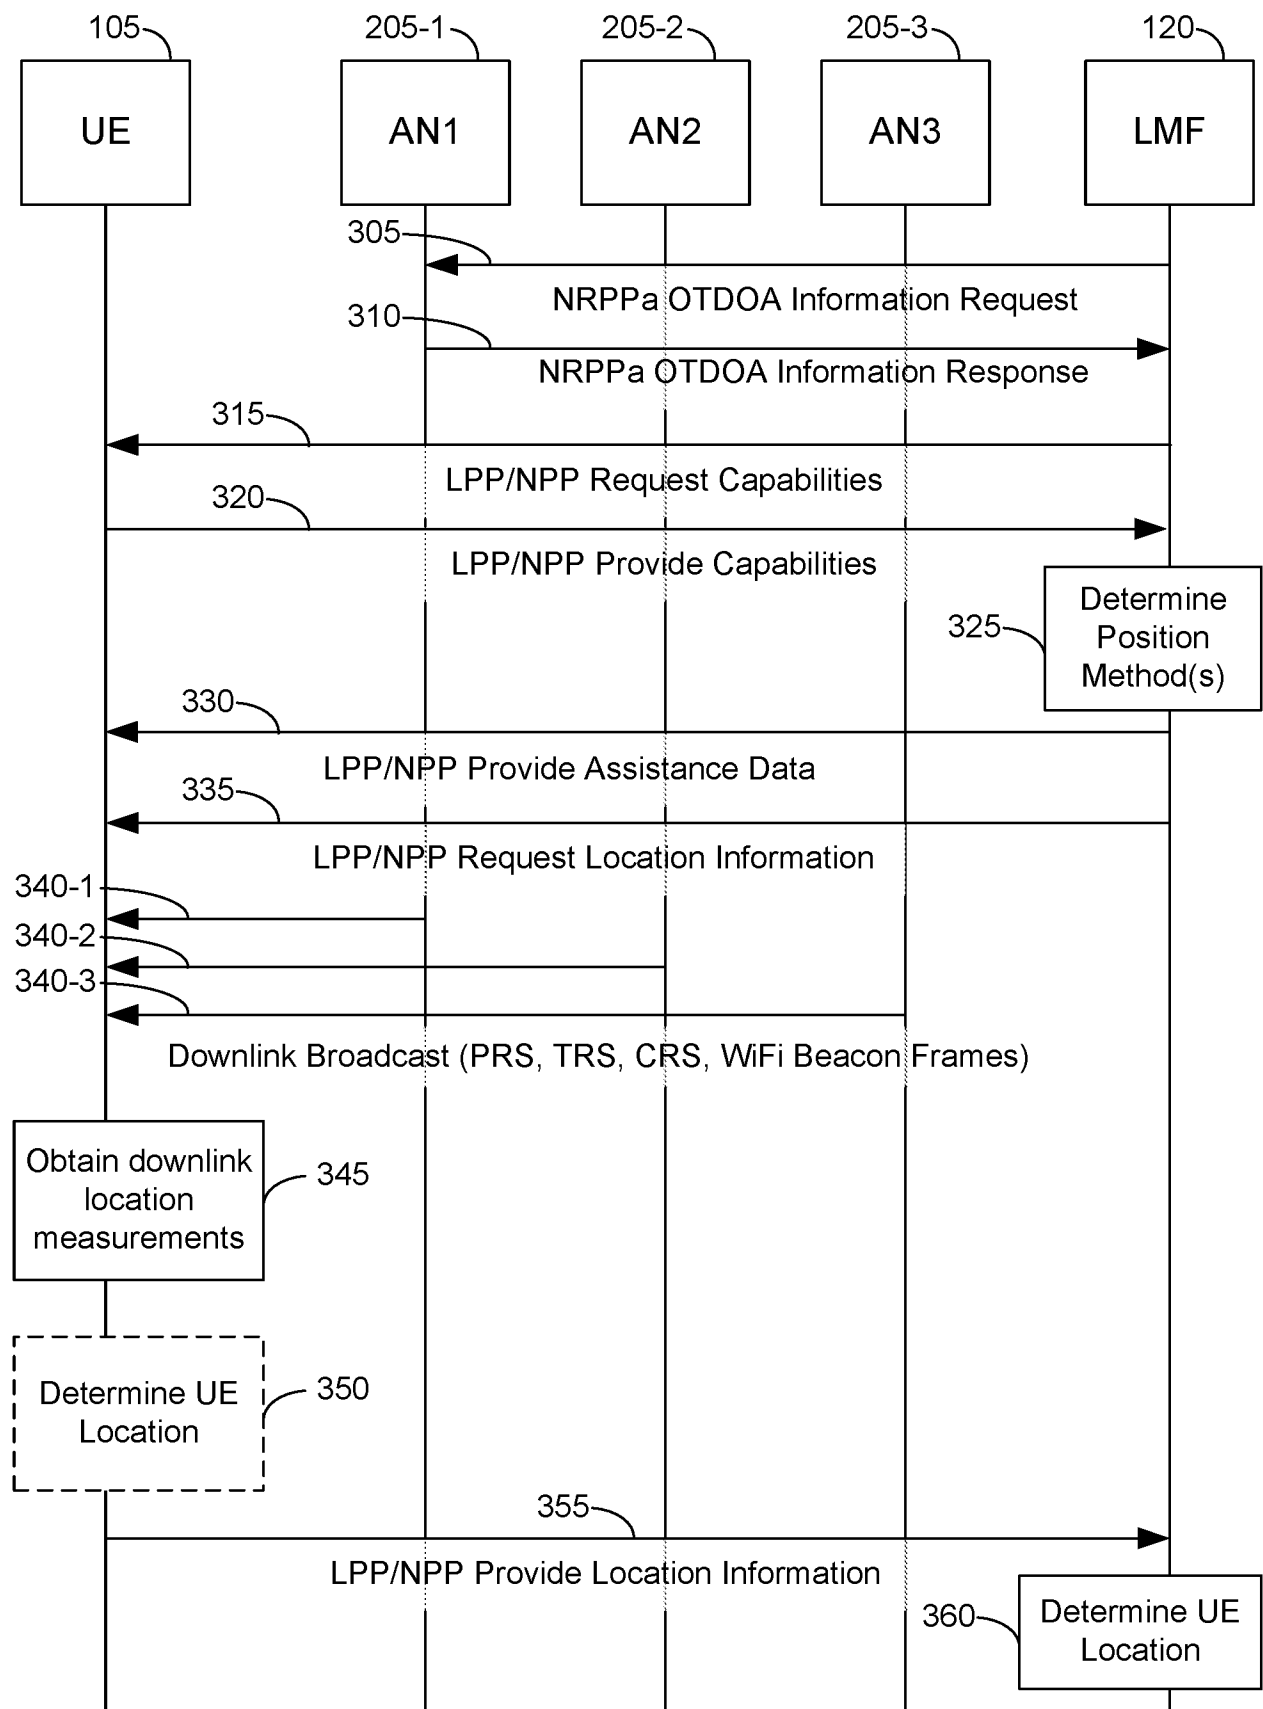 105
205-1
205-2
205-3
120
UE
AN1
AN2
AN3
LMF
305
NRPPa OTDOA Information Request
310
NRPPa OTDOA Information Response
315
LPP/NPP Request Capabilities
320
LPP/NPP Provide Capabilities
Determine
Position
Method(s)
325
330
LPP/NPP Provide Assistance Data
335
LPP/NPP Request Location Information
340-1
340-2
340-3
Downlink Broadcast (PRS, TRS, CRS, WiFi Beacon Frames)
Obtain downlink
location
measurements
345
Determine UE
Location
350
355
LPP/NPP Provide Location Information
360
Determine UE
Location